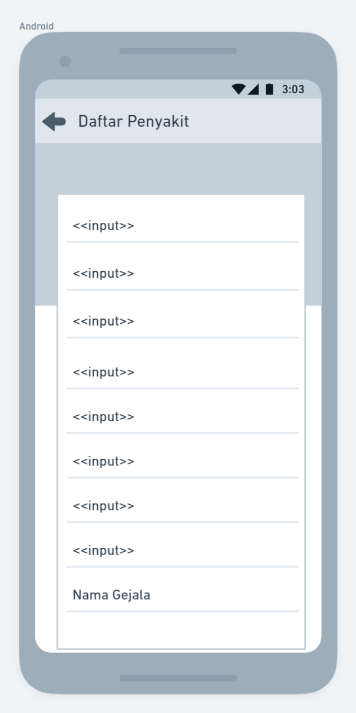 Android
3:03
Daftar Penyakit
<<input>>
<<input>>
<<input>>
<<input>>
<<input>>
<<input>>
<<input>>
<<input>>
Nama Gejala